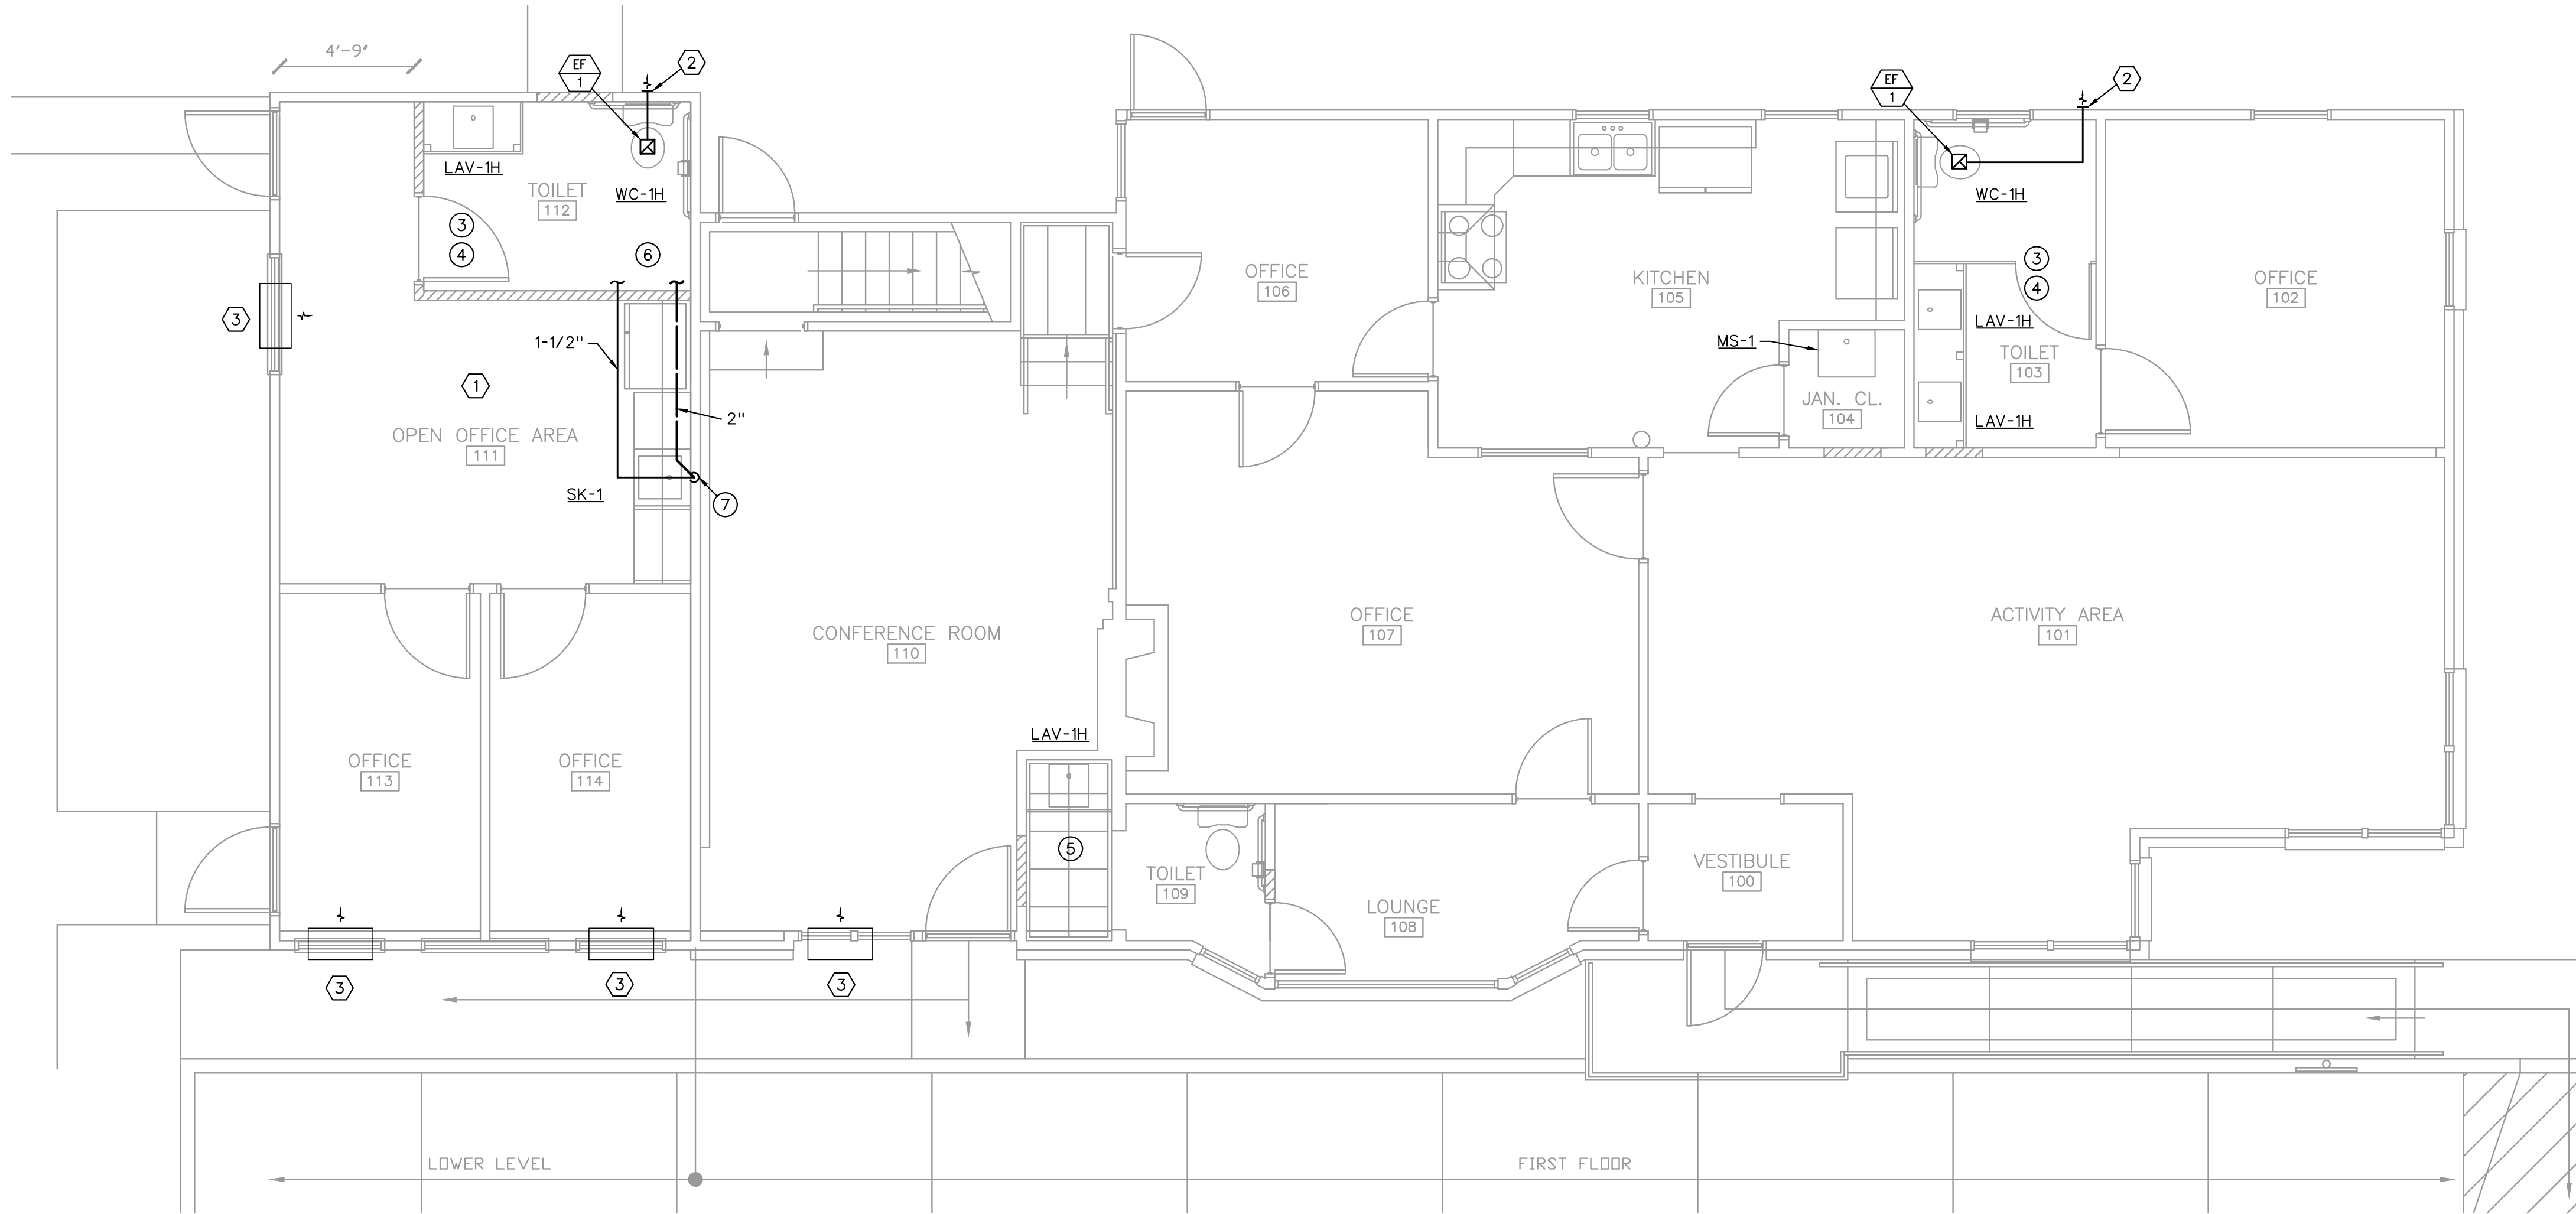 4'-9"
EF
1
2
EF
1
2
LAV-1H
TOILET
112
WC-1H
WC-1H
3
4
6
3
4
OFFICE
106
KITCHEN
105
OFFICE
102
3
1-1/2"
MS-1
LAV-1H
TOILET
103
1
2"
JAN. CL.
104
LAV-1H
OPEN OFFICE AREA
111
SK-1
7
CONFERENCE ROOM
110
OFFICE
107
ACTIVITY AREA
101
LAV-1H
OFFICE
113
OFFICE
114
5
TOILET
109
LOUNGE
108
VESTIBULE
100
3
3
3
LOWER LEVEL
FIRST FLOOR